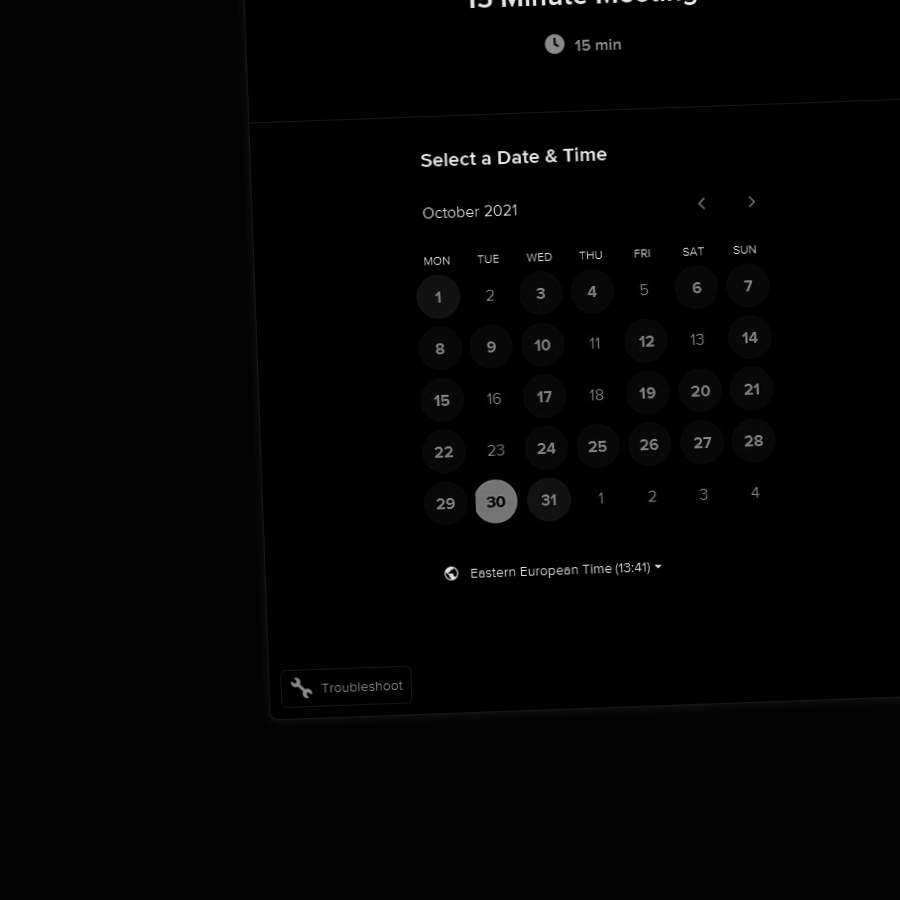 15 Minute Meeting
15 min
Select a Date & Time
October 2021
MON TUE WED THU FRI SAT SUN
1 2 3 4 5 6 7
8 9 10 11 12 13 14
15 16 17 18 19 20 21
22 23 24 25 26 27 28
29 30 31 1 2 3 4
Eastern European Time (13:41)
Troubleshoot